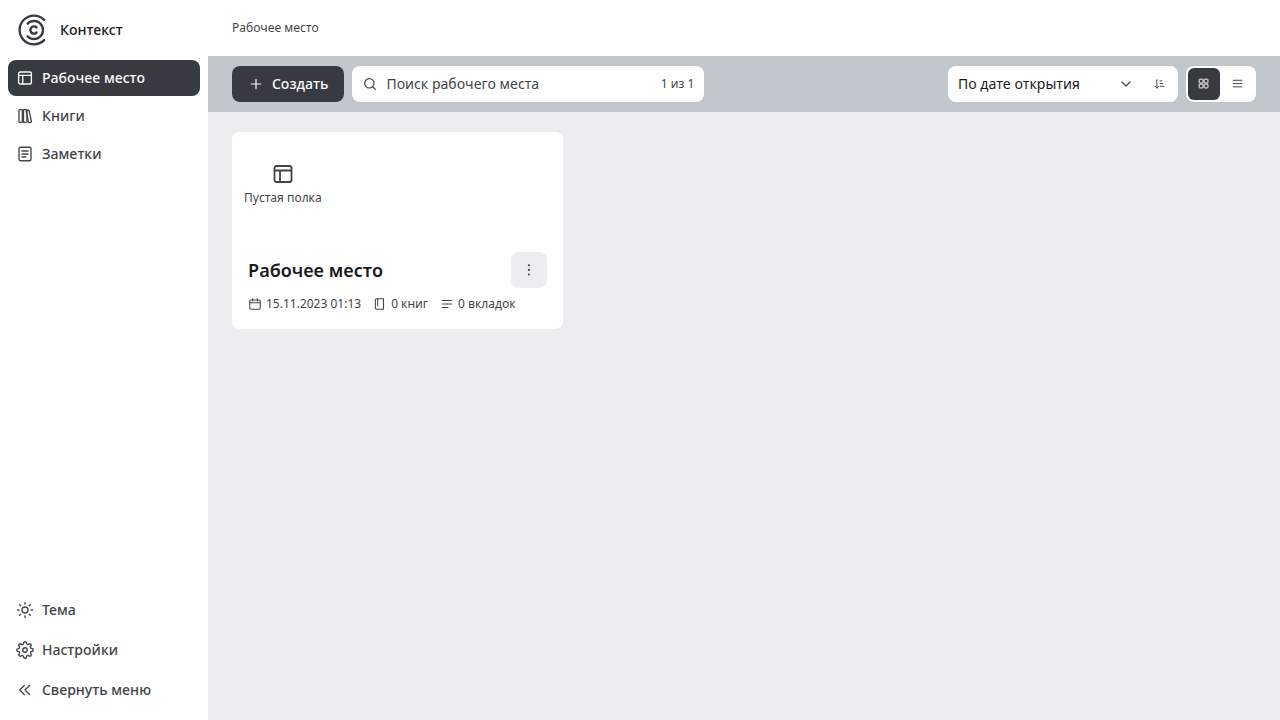 Контекст
Рабочее место
Книги
Заметки
Тема
Настройки
Свернуть меню
Рабочее место
Создать
Поиск рабочего места
1 из 1
По дате открытия
Пустая полка
Рабочее место
15.11.2023 01:13
0 книг
0 вкладок